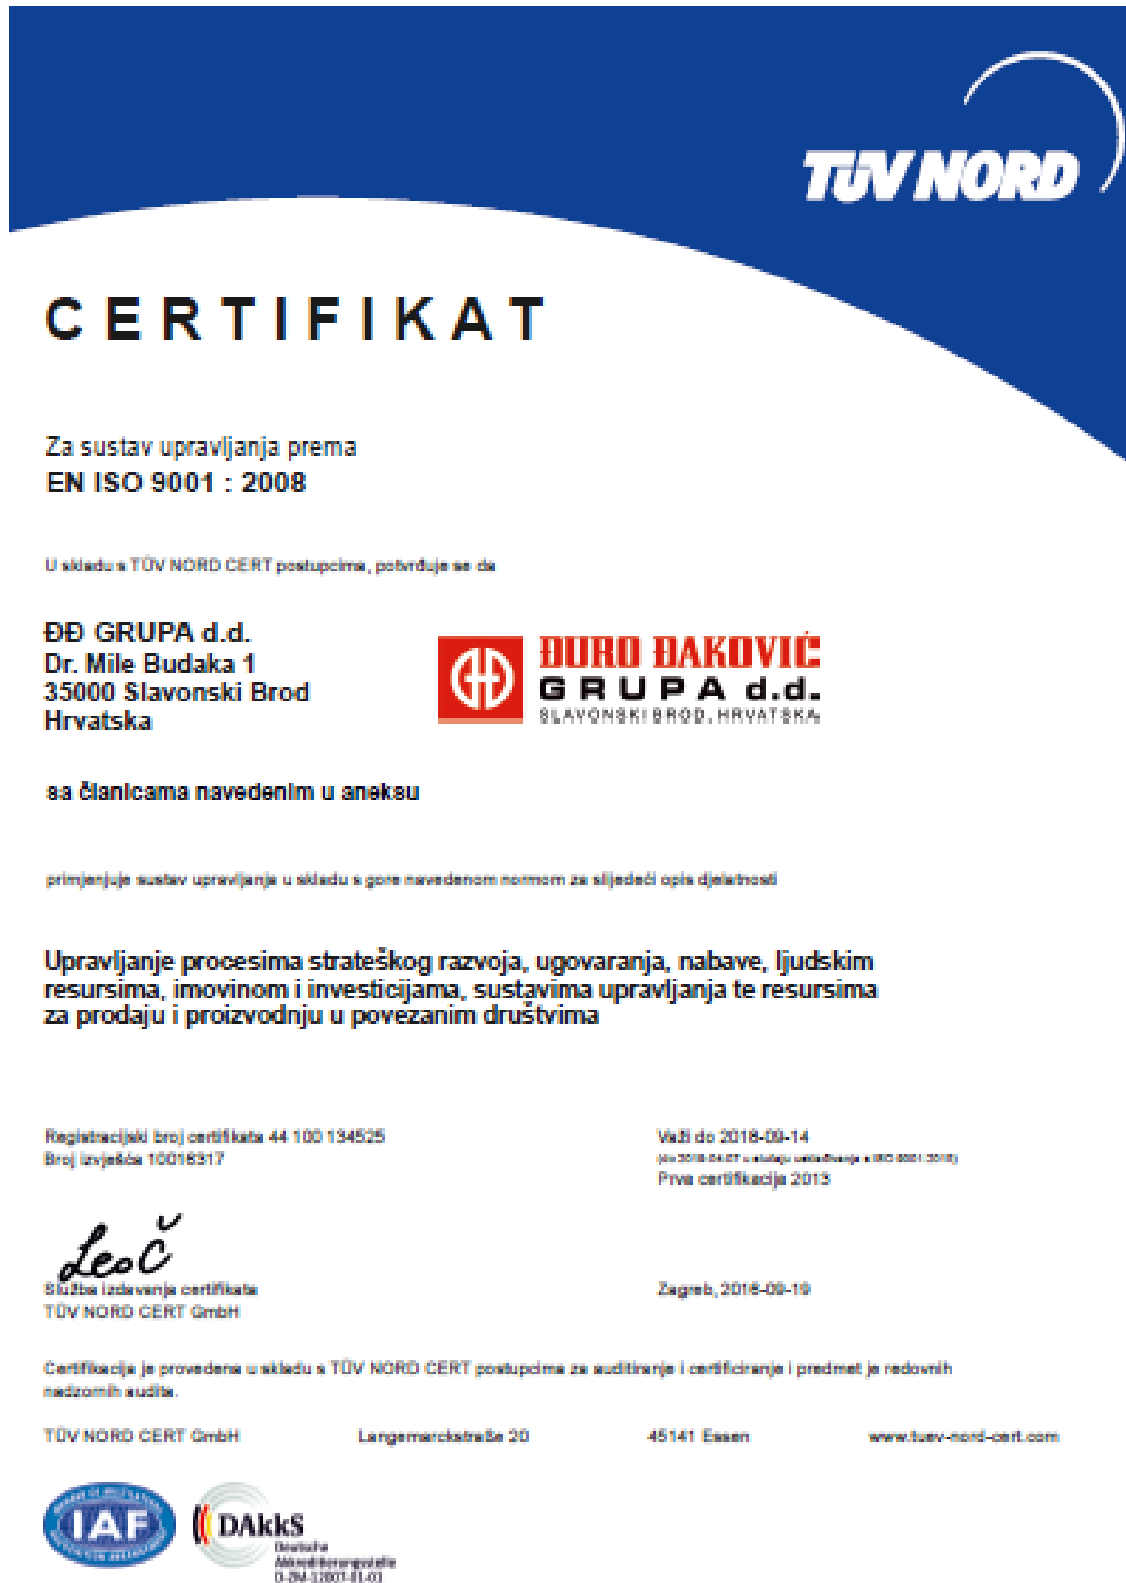 TÜV NORD
CERTIFIKAT
Za sustav upravljanja prema
EN ISO 9001 : 2008
U skladu s TÜV NORD CERT postupcima, potvrđuje se da
ĐĐ GRUPA d.d.
Dr. Mile Budaka 1
35000 Slavonski Brod
Hrvatska
ĐURO ĐAKOVIĆ
GRUPA d.d.
SLAVONSKI BROD, HRVATSKA
sa članicama navedenim u aneksu
primjenjuje sustav upravljanja u skladu s gore navedenom normom za slijedeći opis djelatnosti
Upravljanje procesima strateškog razvoja, ugovaranja, nabave, ljudskim
resursima, imovinom i investicijama, sustavima upravljanja te resursima
za prodaju i proizvodnju u povezanim društvima
Registracijski broj certifikata 44 100 134525
Broj izvješća 10016317
Važi do 2018-09-14
Prva certifikacija 2013
LeoČ
Služba izdavanja certifikata
TÜV NORD CERT GmbH
Zagreb, 2016-09-19
Certifikacija je provedena u skladu s TÜV NORD CERT postupcima za auditiranje i certificiranje i predmet je redovnih
nadzornih audita.
TÜV NORD CERT GmbH Langemarckstraße 20 45141 Essen www.tuev-nord-cert.com
IAF
DAkkS
Deutsche
Akkreditierungsstelle